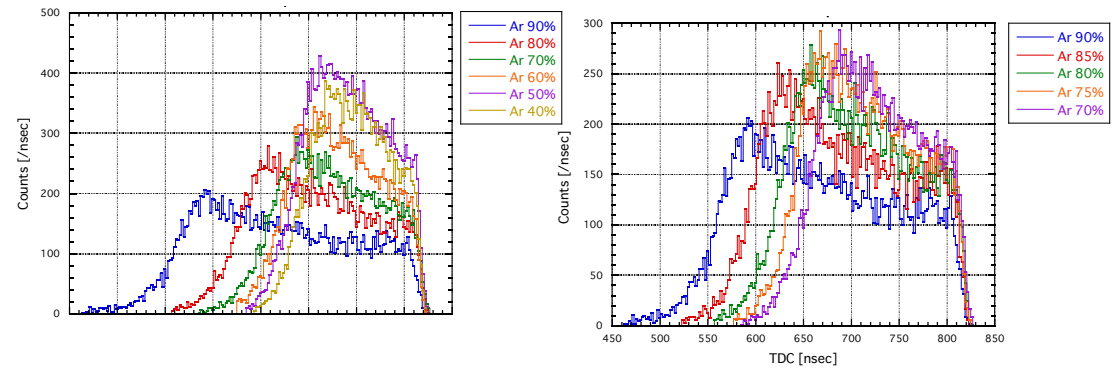 500
400
300
200
100
0
Counts [/nsec]
Ar 90%
Ar 80%
Ar 70%
Ar 60%
Ar 50%
Ar 40%
300
250
200
150
100
50
0
Counts [/nsec]
450 500 550 600 650 700 750 800 850
TDC [nsec]
Ar 90%
Ar 85%
Ar 80%
Ar 75%
Ar 70%